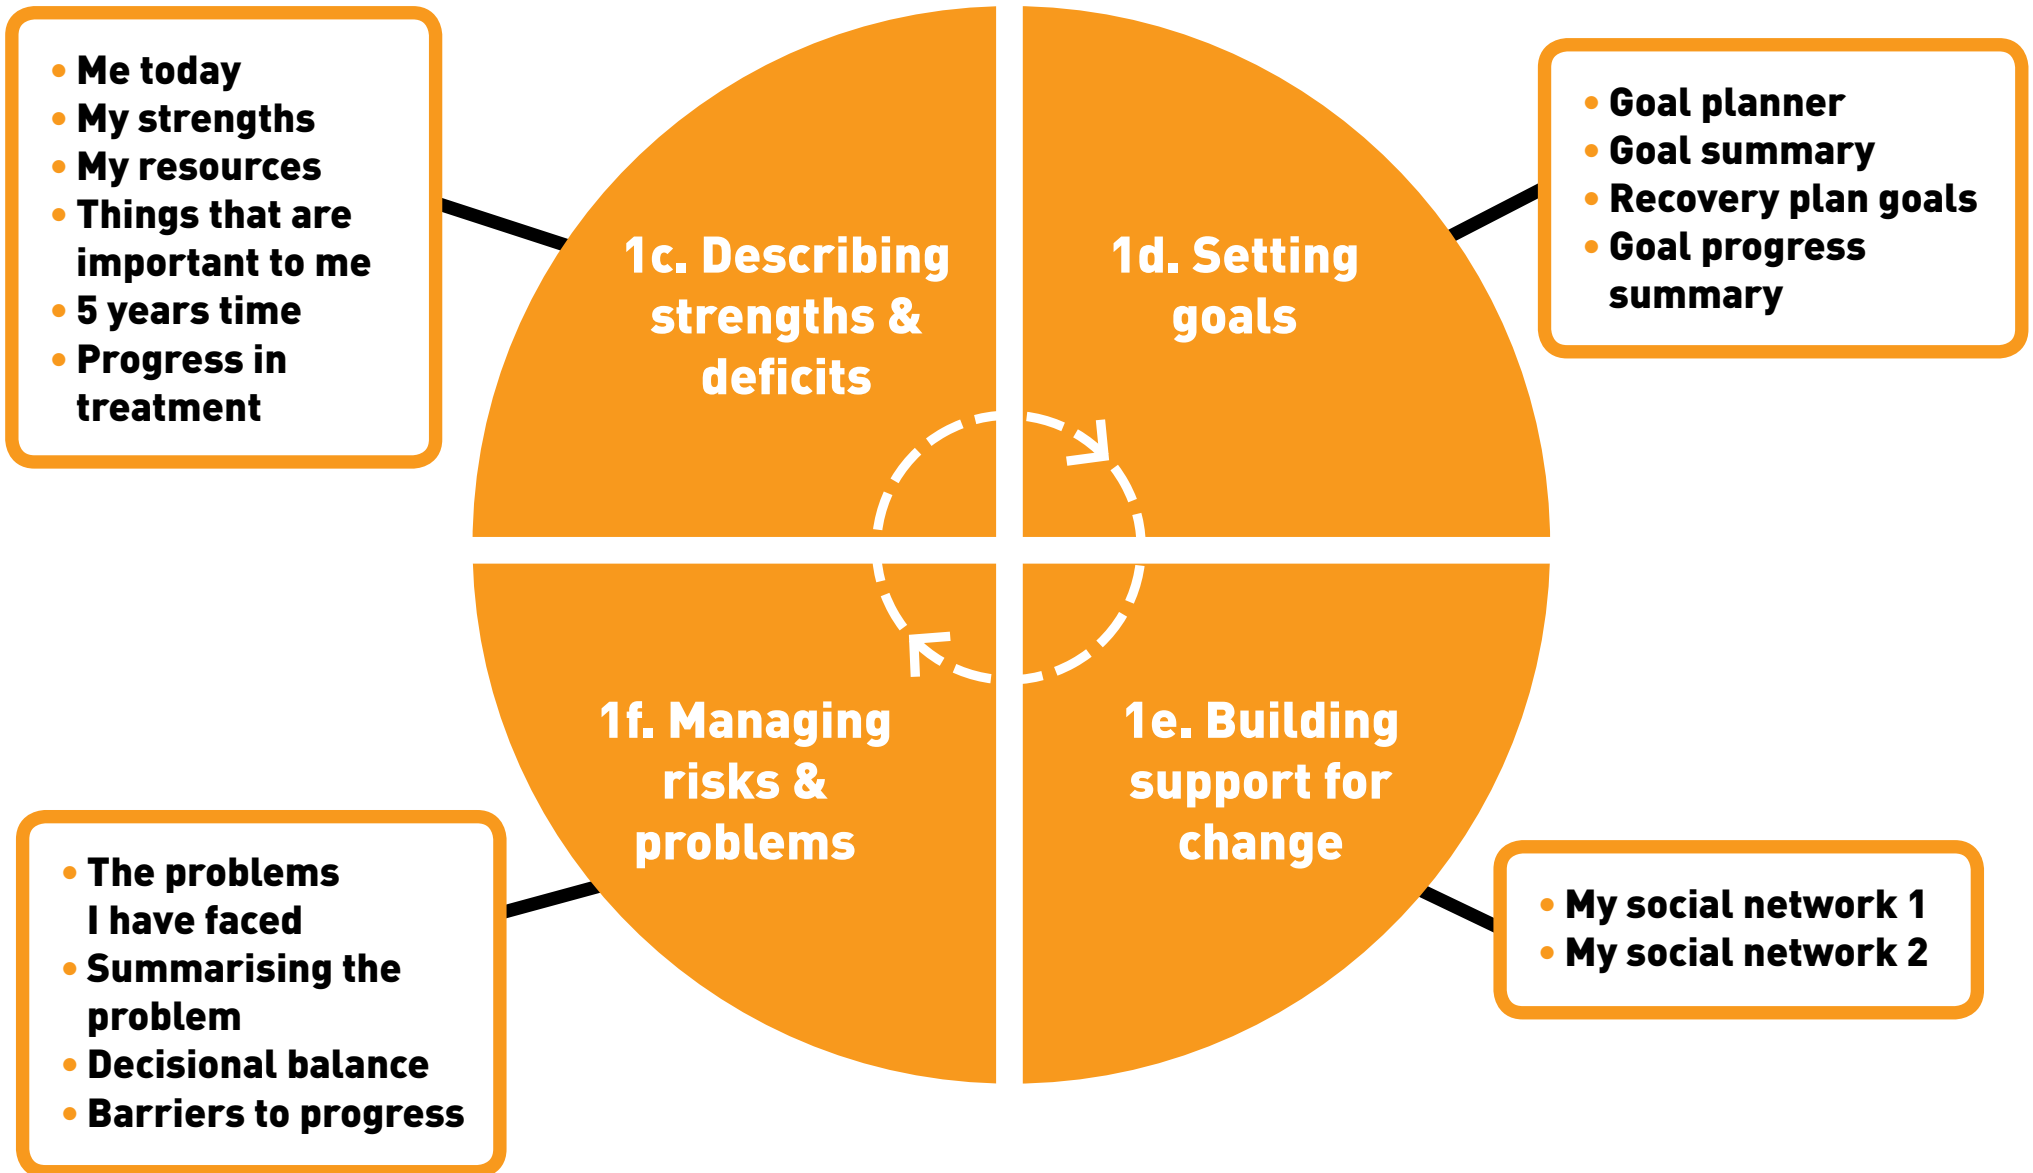 • Me today
• My strengths
• My resources
• Things that are
important to me
• 5 years time
• Progress in
treatment
1c. Describing
strengths &
deficits
1d. Setting
goals
• Goal planner
• Goal summary
• Recovery plan goals
• Goal progress
summary
1f. Managing
risks &
problems
1e. Building
support for
change
• The problems
I have faced
• Summarising the
problem
• Decisional balance
• Barriers to progress
• My social network 1
• My social network 2